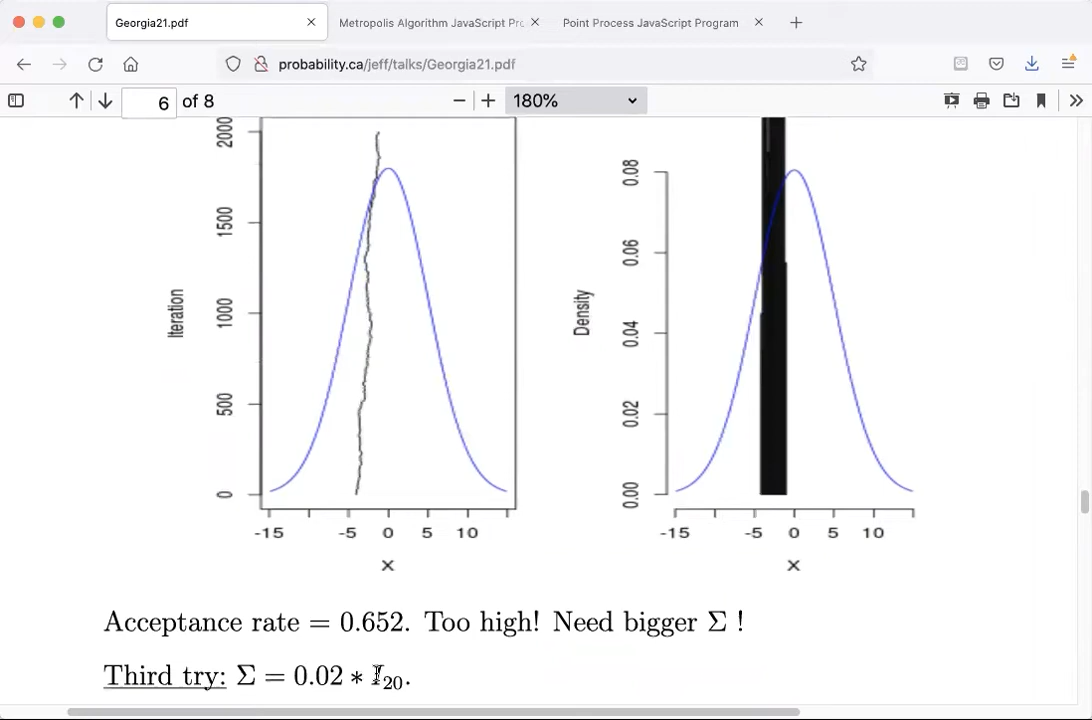 Georgia21.pdf
Metropolis Algorithm JavaScript Prc
Point Process JavaScript Program
probability.ca/jeff/talks/Georgia21.pdf
6 of 8
180%
2000
1500
1000
500
0
Iteration
-15 -5 0 5 10
x
0.08
0.06
0.04
0.02
0.00
Density
-15 -5 0 5 10
x
Acceptance rate = 0.652. Too high! Need bigger Σ !
Third try: Σ = 0.02 ∗ I₂₀.